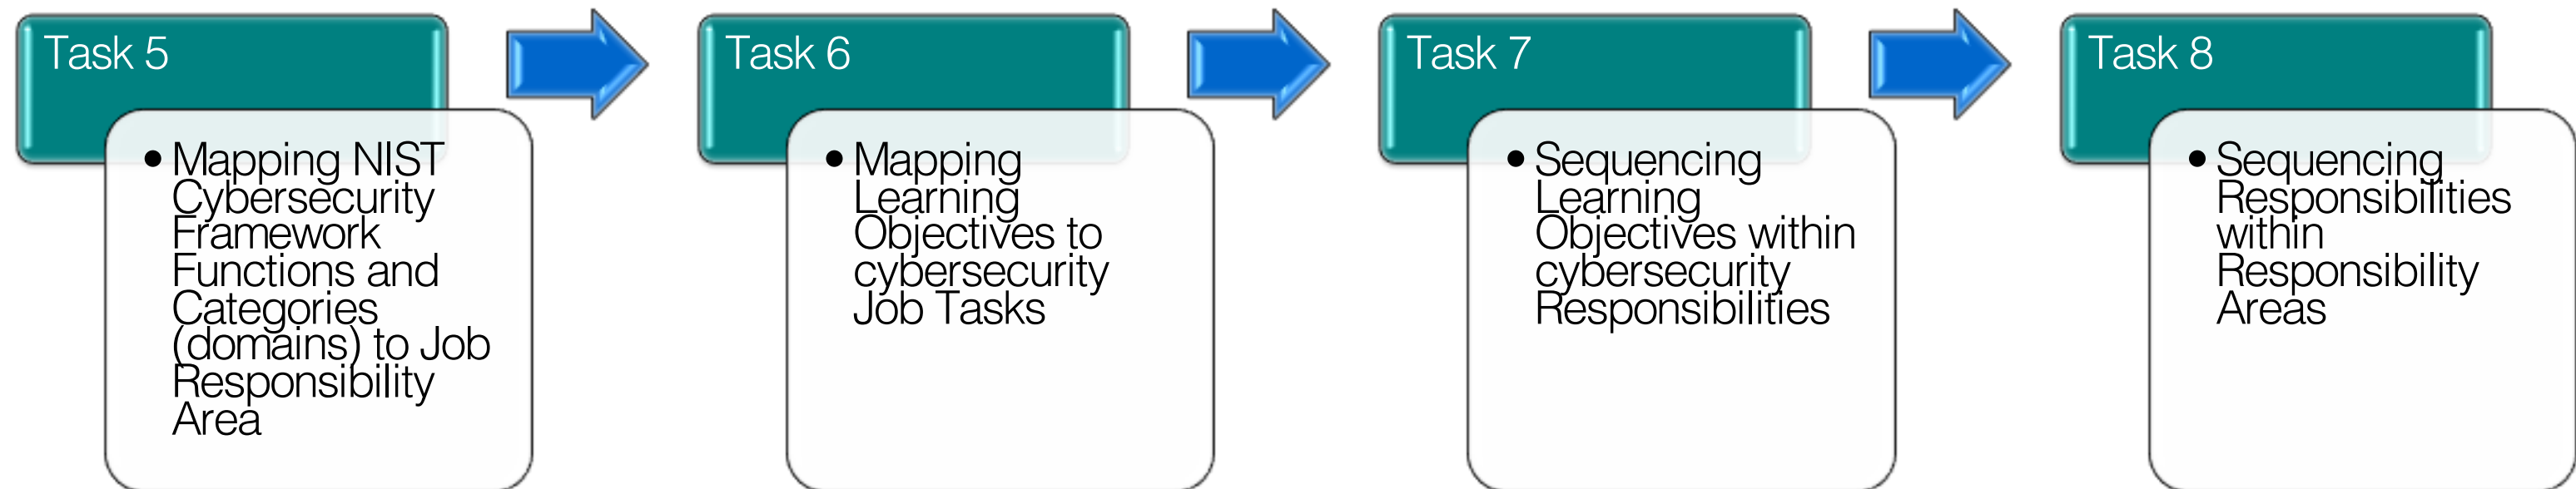 Task 5
• Mapping NIST
Cybersecurity
Framework
Functions and
Categories
(domains) to Job
Responsibility
Area
Task 6
• Mapping
Learning
Objectives to
cybersecurity
Job Tasks
Task 7
• Sequencing
Learning
Objectives within
cybersecurity
Responsibilities
Task 8
• Sequencing
Responsibilities
within
Responsibility
Areas